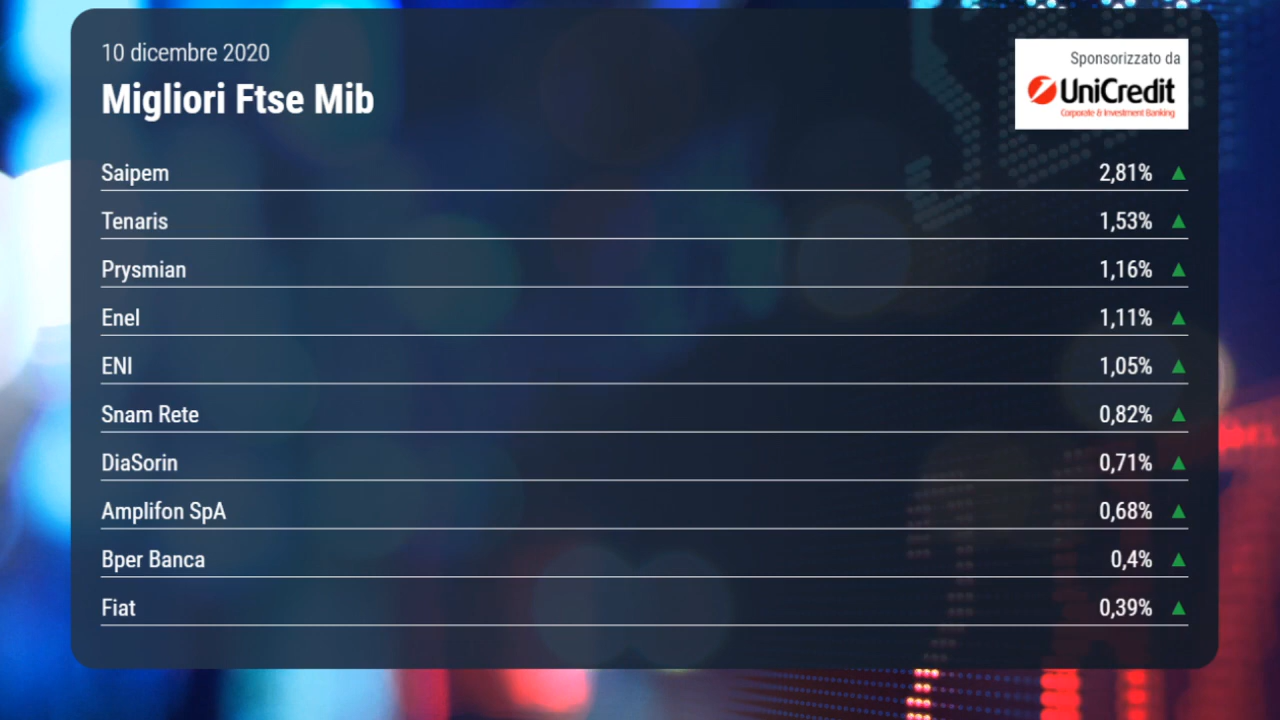 10 dicembre 2020
Migliori Ftse Mib
Sponsorizzato da
UniCredit
Corporate & Investment Banking
Saipem 2,81% ▲
Tenaris 1,53% ▲
Prysmian 1,16% ▲
Enel 1,11% ▲
ENI 1,05% ▲
Snam Rete 0,82% ▲
DiaSorin 0,71% ▲
Amplifon SpA 0,68% ▲
Bper Banca 0,4% ▲
Fiat 0,39% ▲